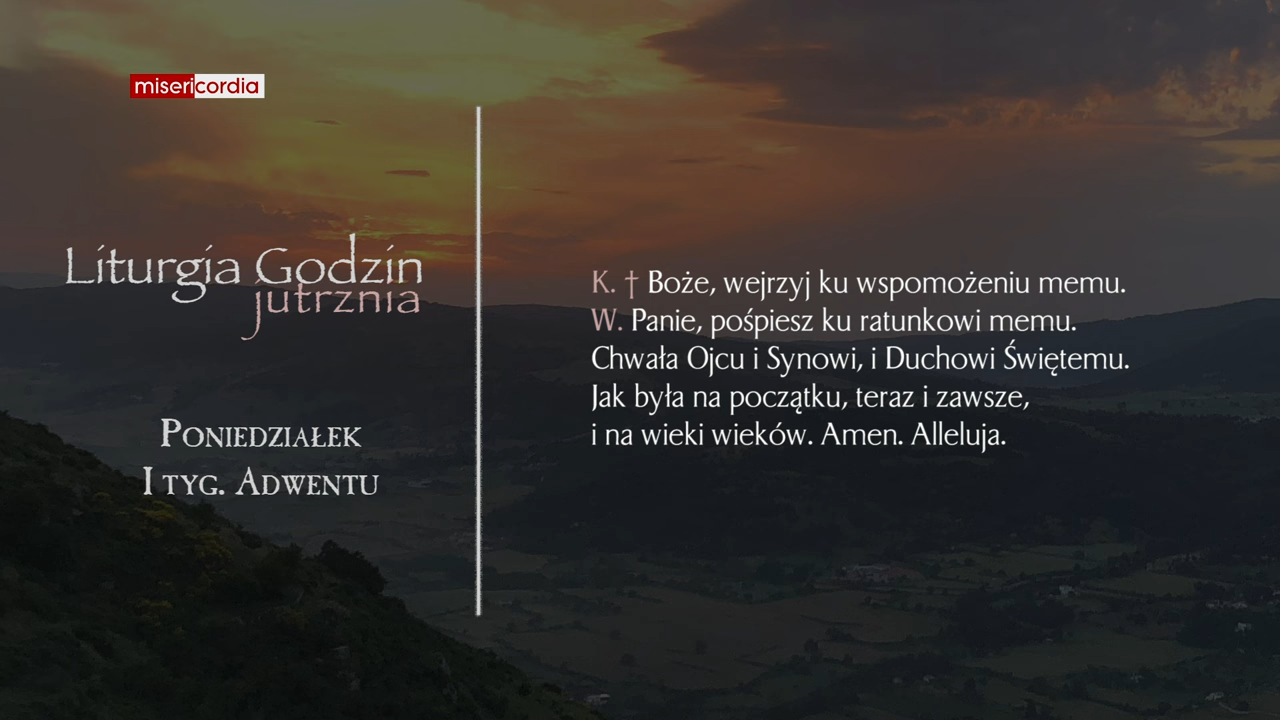 misericordia
Liturgia Godzin
jutrznia
Poniedziałek
I tyg. Adwentu
K. † Boże, wejrzyj ku wspomożeniu memu.
W. Panie, pośpiesz ku ratunkowi memu.
Chwała Ojcu i Synowi, i Duchowi Świętemu.
Jak była na początku, teraz i zawsze,
i na wieki wieków. Amen. Alleluja.